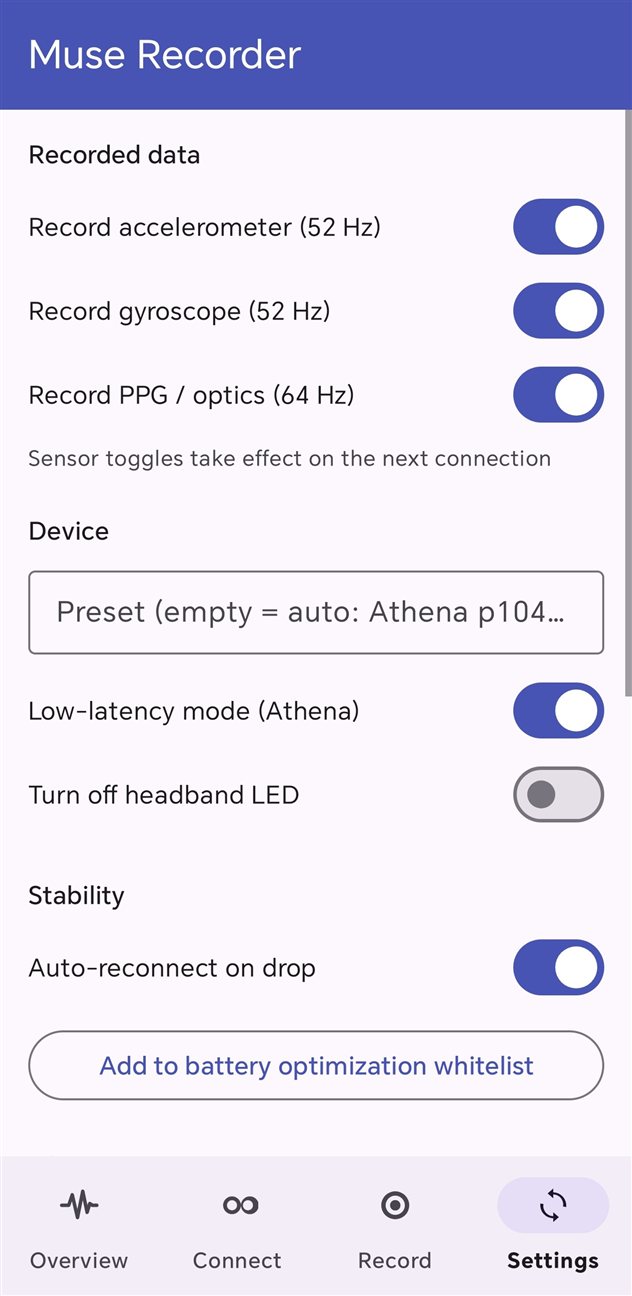 Muse Recorder
Recorded data
Record accelerometer (52 Hz)
Record gyroscope (52 Hz)
Record PPG / optics (64 Hz)
Sensor toggles take effect on the next connection
Device
Preset (empty = auto: Athena p104...
Low-latency mode (Athena)
Turn off headband LED
Stability
Auto-reconnect on drop
Add to battery optimization whitelist
Overview
Connect
Record
Settings